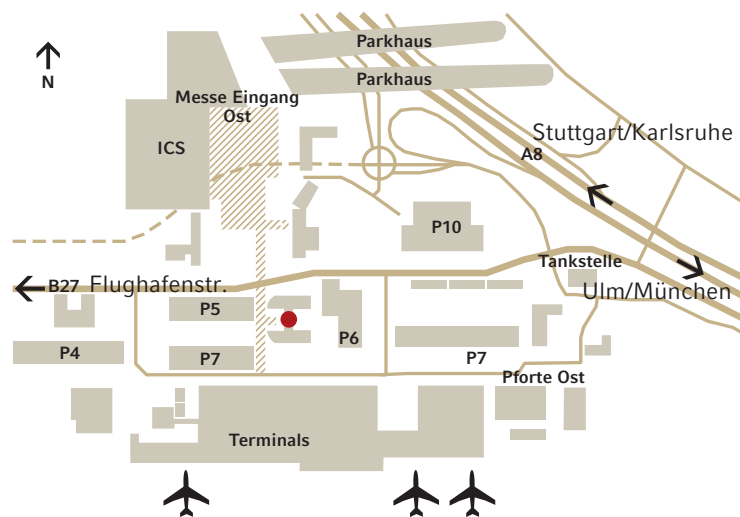 Parkhaus
N
Parkhaus
Messe Eingang
Ost
Stuttgart/Karlsruhe
ICS
A8
P10
Tankstelle
B27 Flughafenstr.
Ulm/München
P5
P6
P4
P7
P7
Pforte Ost
Terminals